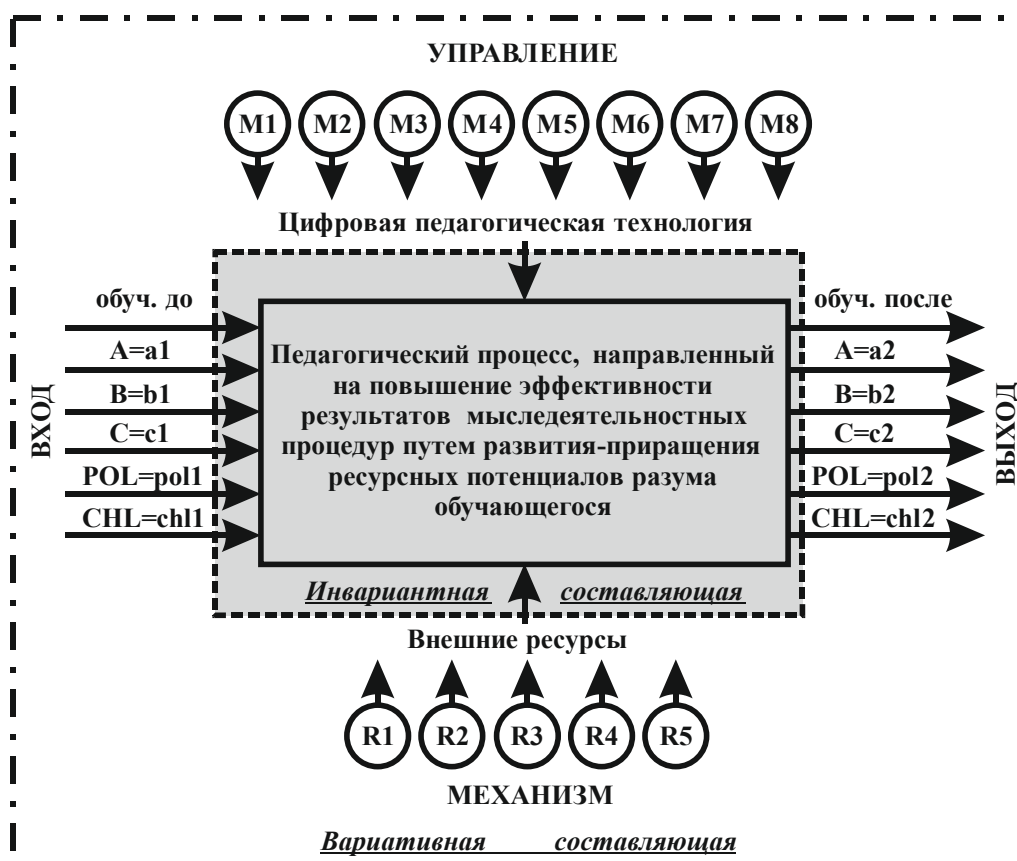 УПРАВЛЕНИЕ
M1 M2 M3 M4 M5 M6 M7 M8
Цифровая педагогическая технология
ВХОД
обуч. до
A=a1
B=b1
C=c1
POL=pol1
CHL=chl1
Педагогический процесс, направленный
на повышение эффективности
результатов мыследеятельностных
процедур путем развития-приращения
ресурсных потенциалов разума
обучающегося
обуч. после
A=a2
B=b2
C=c2
POL=pol2
CHL=chl2
ВЫХОД
Инвариантная составляющая
Внешние ресурсы
R1 R2 R3 R4 R5
МЕХАНИЗМ
Вариативная составляющая